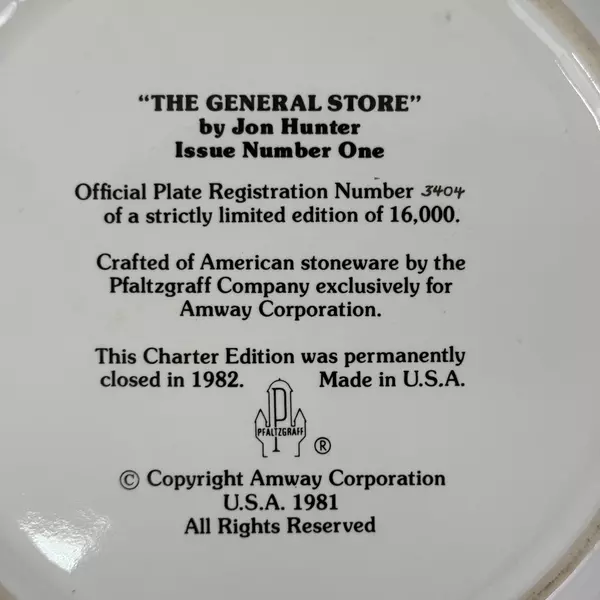 “THE GENERAL STORE”
by Jon Hunter
Issue Number One
Official Plate Registration Number 3404
of a strictly limited edition of 16,000.
Crafted of American stoneware by the
Pfaltzgraff Company exclusively for
Amway Corporation.
This Charter Edition was permanently
closed in 1982. Made in U.S.A.
P
PFALTZGRAFF
®
© Copyright Amway Corporation
U.S.A. 1981
All Rights Reserved